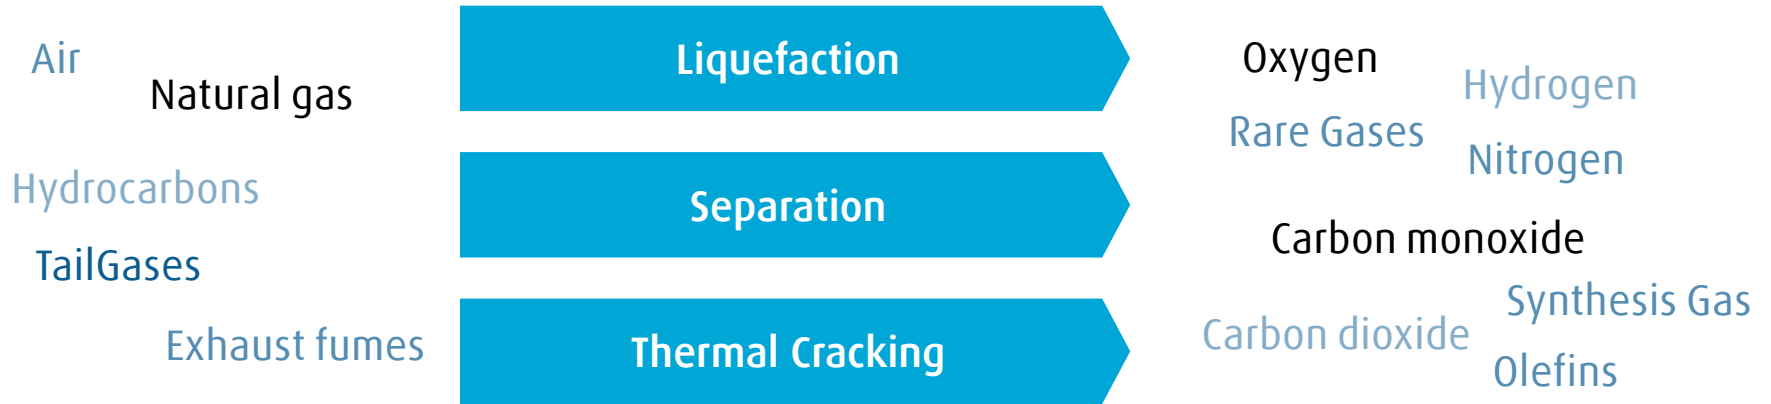 Air
Natural gas
Hydrocarbons
TailGases
Exhaust fumes
Liquefaction
Separation
Thermal Cracking
Oxygen
Hydrogen
Rare Gases
Nitrogen
Carbon monoxide
Synthesis Gas
Carbon dioxide
Olefins